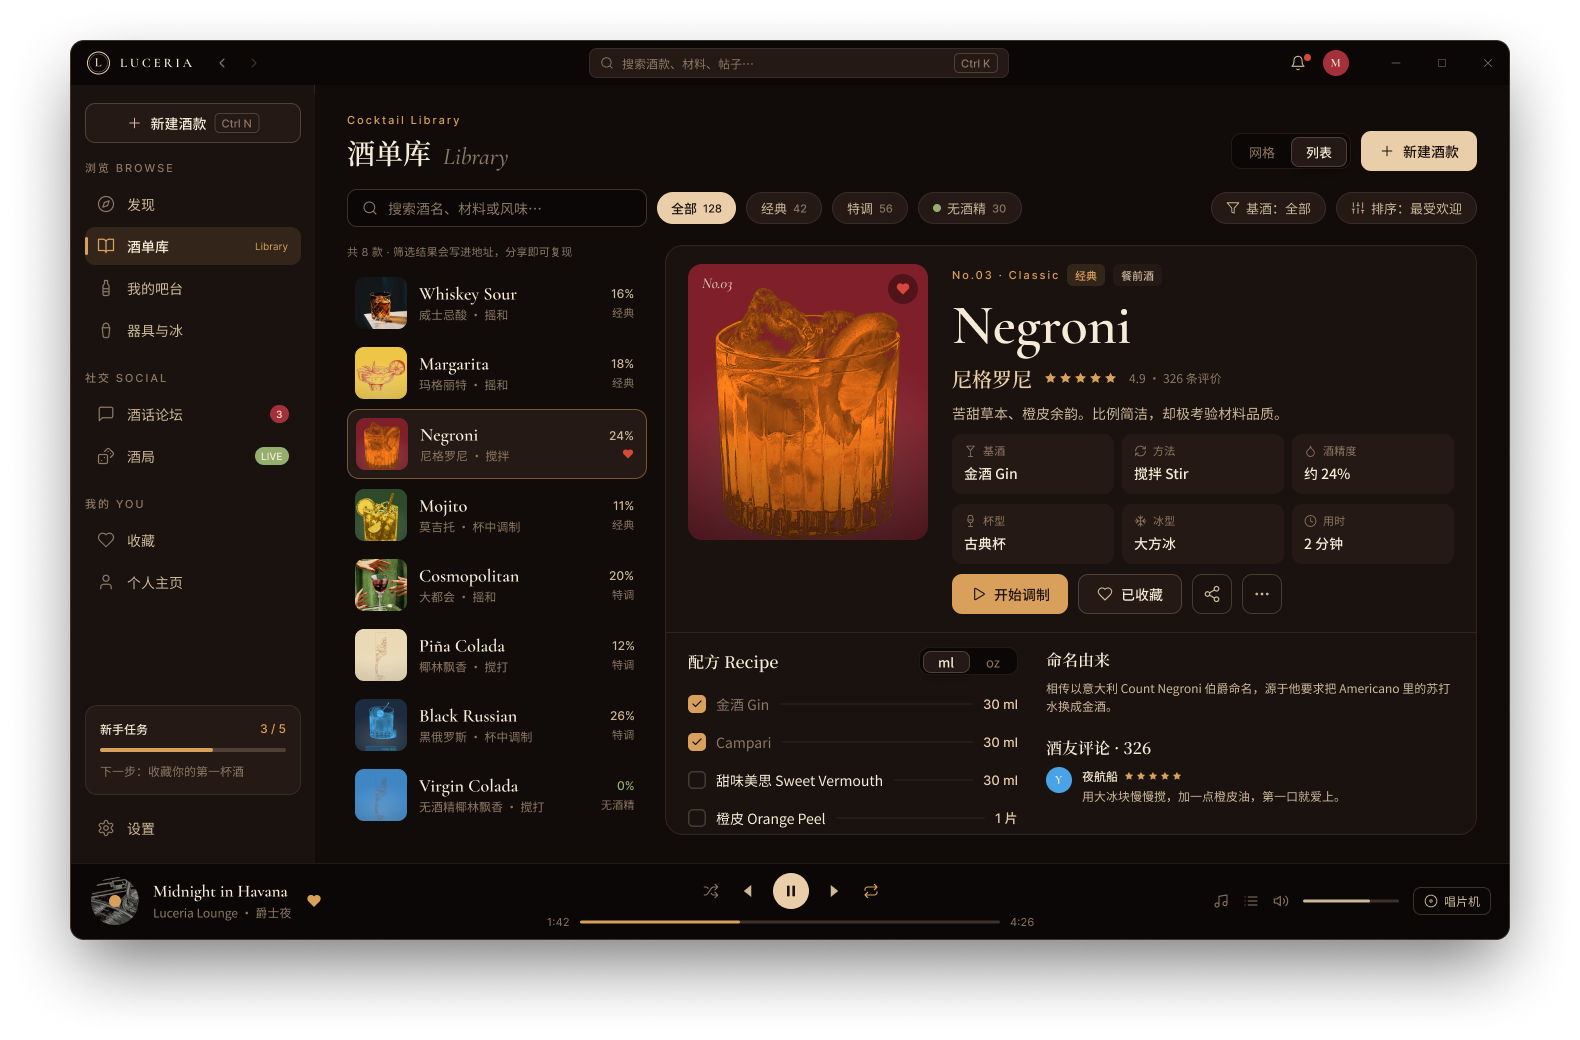 L LUCERIA
搜索酒款、材料、帖子… Ctrl K
M
新建酒款 Ctrl N
浏览 BROWSE
发现
酒单库 Library
我的吧台
器具与冰
社交 SOCIAL
酒话论坛 3
酒局 LIVE
我的 YOU
收藏
个人主页
新手任务 3 / 5
下一步：收藏你的第一杯酒
设置
Cocktail Library
酒单库 Library
网格 列表 新建酒款
搜索酒名、材料或风味… 全部 128 经典 42 特调 56 无酒精 30 基酒：全部 排序：最受欢迎
共 8 款 · 筛选结果会写进地址，分享即可复现
Whiskey Sour 16%
威士忌酸 · 摇和 经典
Margarita 18%
玛格丽特 · 摇和 经典
Negroni 24%
尼格罗尼 · 搅拌
Mojito 11%
莫吉托 · 杯中调制 经典
Cosmopolitan 20%
大都会 · 摇和 特调
Piña Colada 12%
椰林飘香 · 搅打 特调
Black Russian 26%
黑俄罗斯 · 杯中调制 特调
Virgin Colada 0%
无酒精椰林飘香 · 搅打 无酒精
No.03
No.03 · Classic 经典 餐前酒
Negroni
尼格罗尼 ★★★★★ 4.9 · 326 条评价
苦甜草本、橙皮余韵。比例简洁，却极考验材料品质。
基酒 方法 酒精度
金酒 Gin 搅拌 Stir 约 24%
杯型 冰型 用时
古典杯 大方冰 2 分钟
开始调制 已收藏
配方 Recipe ml oz
金酒 Gin 30 ml
Campari 30 ml
甜味美思 Sweet Vermouth 30 ml
橙皮 Orange Peel 1 片
命名由来
相传以意大利 Count Negroni 伯爵命名，源于他要求把 Americano 里的苏打
水换成金酒。
酒友评论 · 326
Y 夜航船 ★★★★★
用大冰块慢慢搅，加一点橙皮油，第一口就爱上。
Midnight in Havana
Luceria Lounge · 爵士夜
1:42 4:26
唱片机